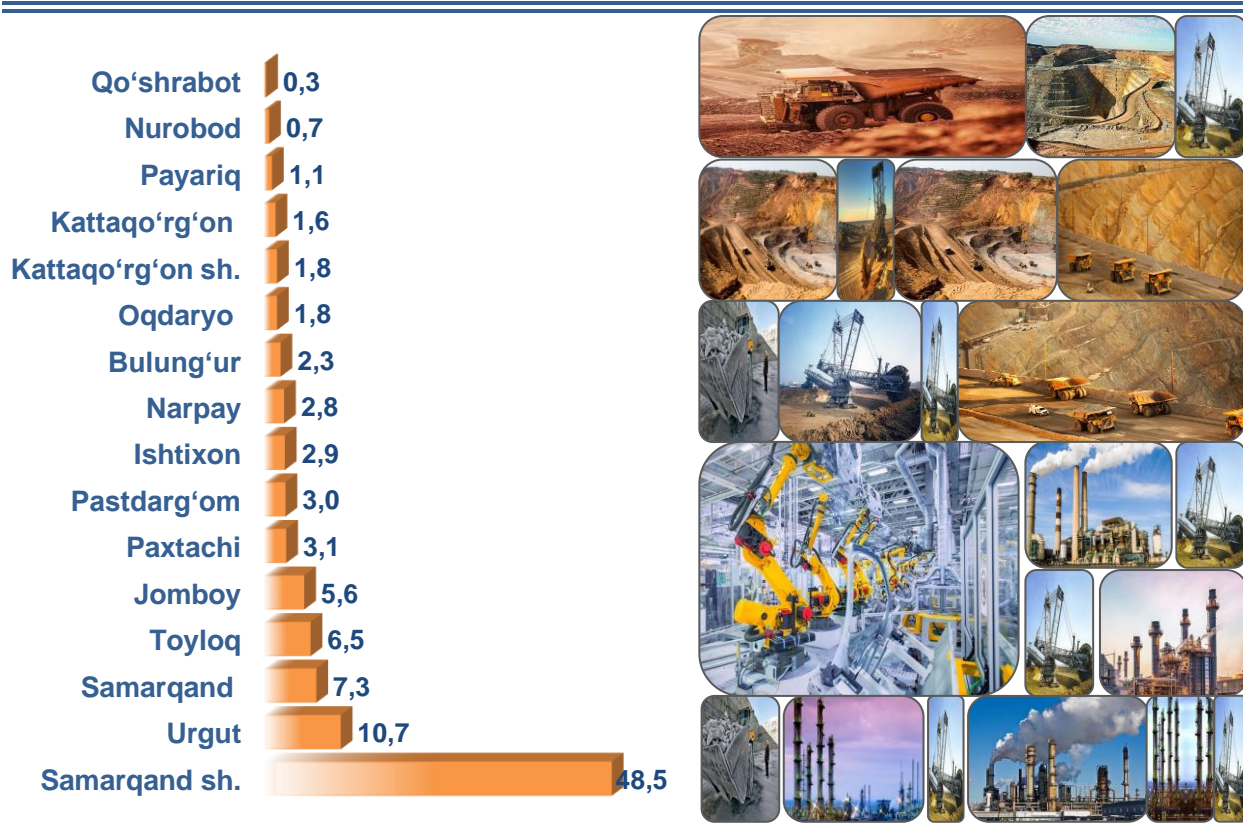 Qo‘shrabot 0,3
Nurobod 0,7
Payariq 1,1
Kattaqo‘rg‘on 1,6
Kattaqo‘rg‘on sh. 1,8
Oqdaryo 1,8
Bulung‘ur 2,3
Narpay 2,8
Ishtixon 2,9
Pastdarg‘om 3,0
Paxtachi 3,1
Jomboy 5,6
Toyloq 6,5
Samarqand 7,3
Urgut 10,7
Samarqand sh. 48,5